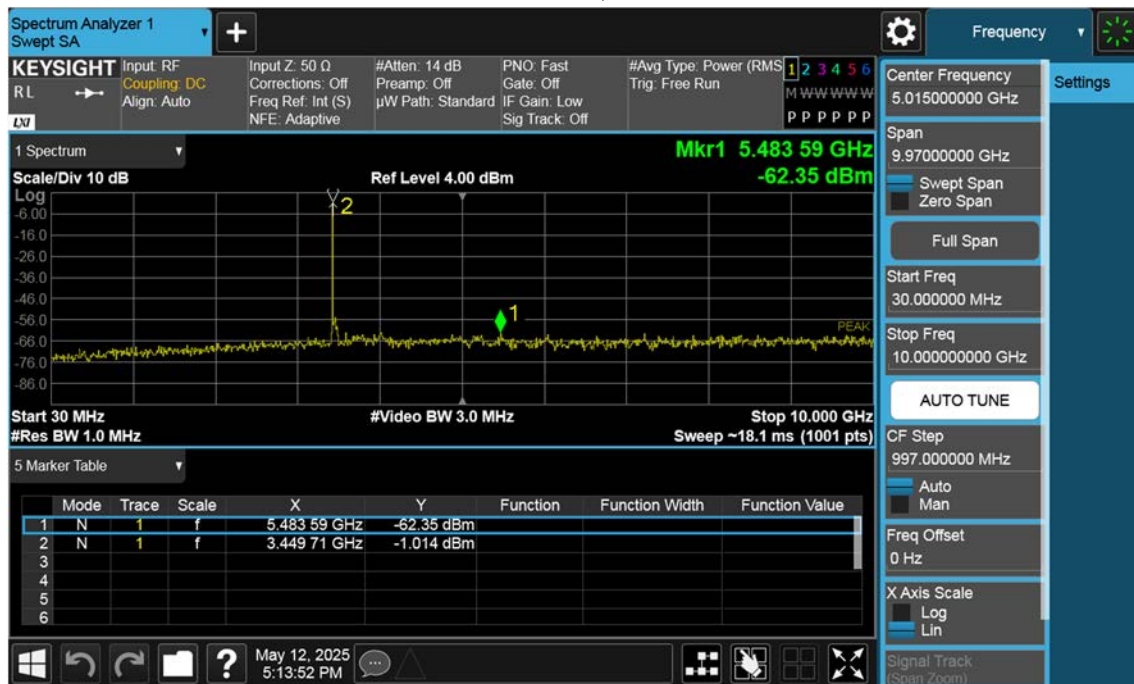 Spectrum Analyzer 1
Swept SA
+
Frequency
KEYSIGHT
RL
LXI
Input: RF
Coupling: DC
Align: Auto
Input Z: 50 Ω
Corrections: Off
Freq Ref: Int (S)
NFE: Adaptive
#Atten: 14 dB
Preamp: Off
µW Path: Standard
PNO: Fast
Gate: Off
IF Gain: Low
Sig Track: Off
#Avg Type: Power (RMS
Trig: Free Run
1 2 3 4 5 6
M W W W W W
P P P P P P
1 Spectrum
Mkr1 5.483 59 GHz
-62.35 dBm
Scale/Div 10 dB
Ref Level 4.00 dBm
Log
-6.00
-16.0
-26.0
-36.0
-46.0
-56.0
-66.0
-76.0
-86.0
2
1
PEAK
Start 30 MHz
#Video BW 3.0 MHz
Stop 10.000 GHz
#Res BW 1.0 MHz
Sweep ~18.1 ms (1001 pts)
5 Marker Table
Mode Trace Scale X Y Function Function Width Function Value
1 N 1 f 5.483 59 GHz -62.35 dBm
2 N 1 f 3.449 71 GHz -1.014 dBm
3
4
5
6
?
May 12, 2025
5:13:52 PM
Center Frequency
5.015000000 GHz
Span
9.97000000 GHz
Swept Span
Zero Span
Full Span
Start Freq
30.000000 MHz
Stop Freq
10.000000000 GHz
AUTO TUNE
CF Step
997.000000 MHz
Auto
Man
Freq Offset
0 Hz
X Axis Scale
Log
Lin
Signal Track
(Span Zoom)
Settings